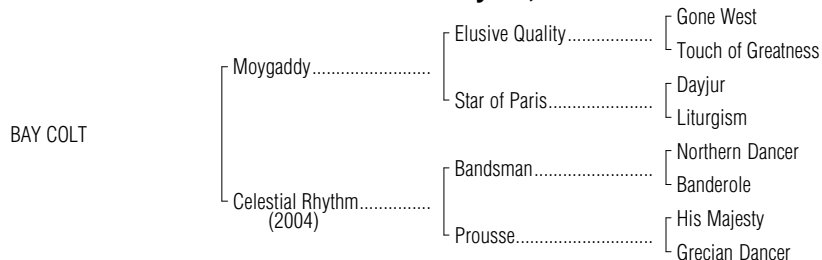 Gone West
Elusive Quality
Touch of Greatness
Moygaddy
Dayjur
Star of Paris
Liturgism
BAY COLT
Northern Dancer
Bandsman
Banderole
Celestial Rhythm
(2004)
His Majesty
Prousse
Grecian Dancer